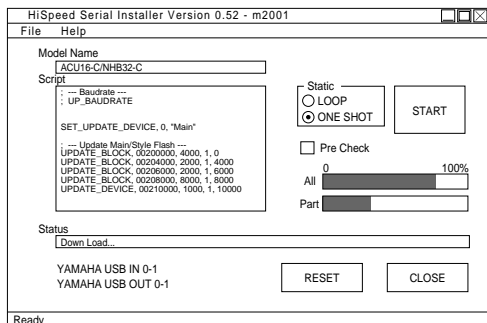 HiSpeed Serial Installer Version 0.52 - m2001
File Help
Model Name
ACU16-C/NHB32-C
Script
; --- Baudrate ---
; UP_BAUDRATE
SET_UPDATE_DEVICE, 0, "Main"
; --- Update Main/Style Flash ---
UPDATE_BLOCK, 00200000, 4000, 1, 0
UPDATE_BLOCK, 00204000, 2000, 1, 4000
UPDATE_BLOCK, 00206000, 2000, 1, 6000
UPDATE_BLOCK, 00208000, 8000, 1, 8000
UPDATE_DEVICE, 00210000, 1000, 1, 10000
Static
LOOP
ONE SHOT
START
Pre Check
0 100%
All
Part
Status
Down Load...
YAMAHA USB IN 0-1
YAMAHA USB OUT 0-1
RESET
CLOSE
Ready